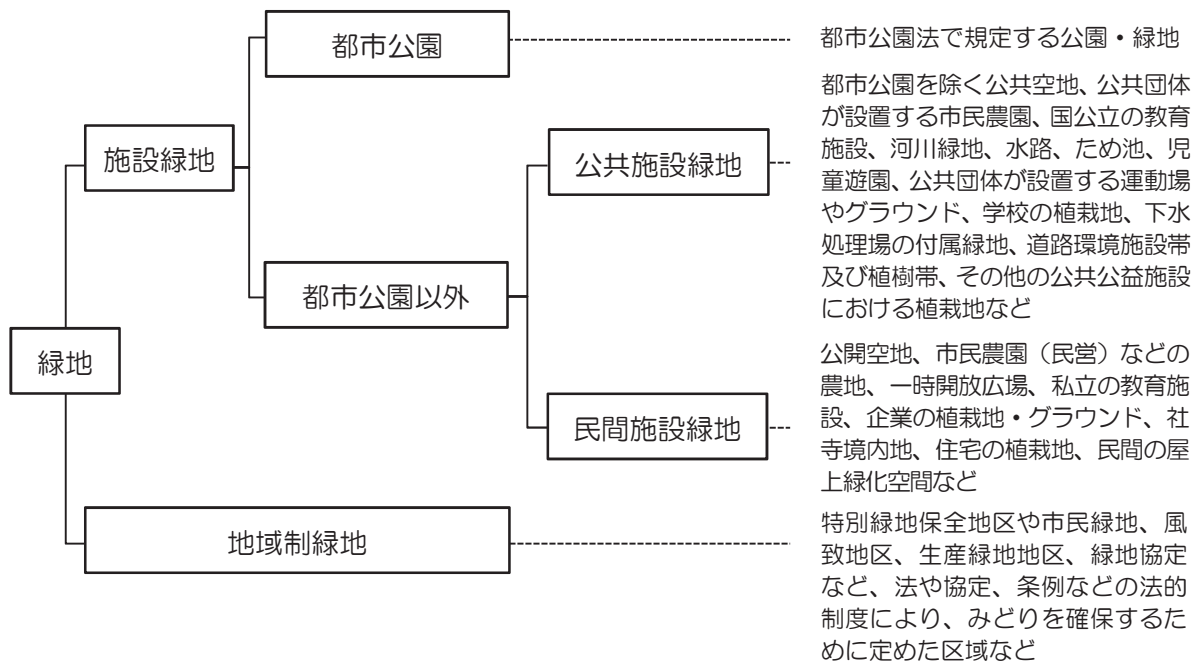 都市公園
都市公園法で規定する公園・緑地
施設緑地
公共施設緑地
都市公園を除く公共空地、公共団体
が設置する市民農園、国公立の教育
施設、河川緑地、水路、ため池、児
童遊園、公共団体が設置する運動場
やグラウンド、学校の植栽地、下水
処理場の付属緑地、道路環境施設帯
及び植樹帯、その他の公共公益施設
における植栽地など
都市公園以外
緑地
民間施設緑地
公開空地、市民農園（民営）などの
農地、一時開放広場、私立の教育施
設、企業の植栽地・グラウンド、社
寺境内地、住宅の植栽地、民間の屋
上緑化空間など
地域制緑地
特別緑地保全地区や市民緑地、風
致地区、生産緑地地区、緑地協定
など、法や協定、条例などの法的
制度により、みどりを確保するた
めに定めた区域など